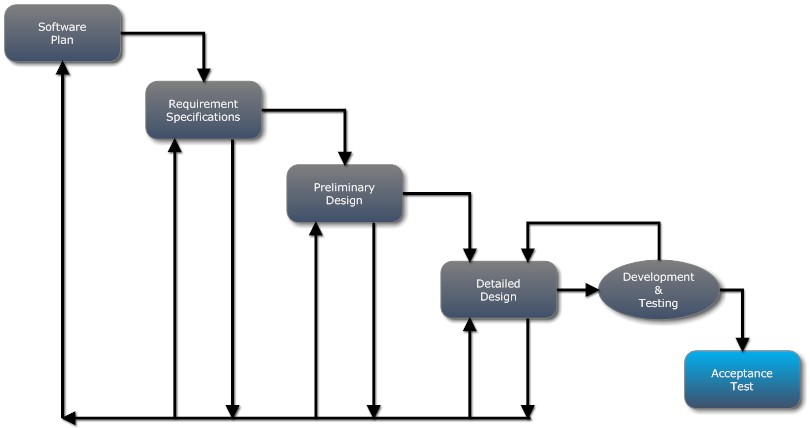 Software
Plan
Requirement
Specifications
Preliminary
Design
Detailed
Design
Development
&
Testing
Acceptance
Test